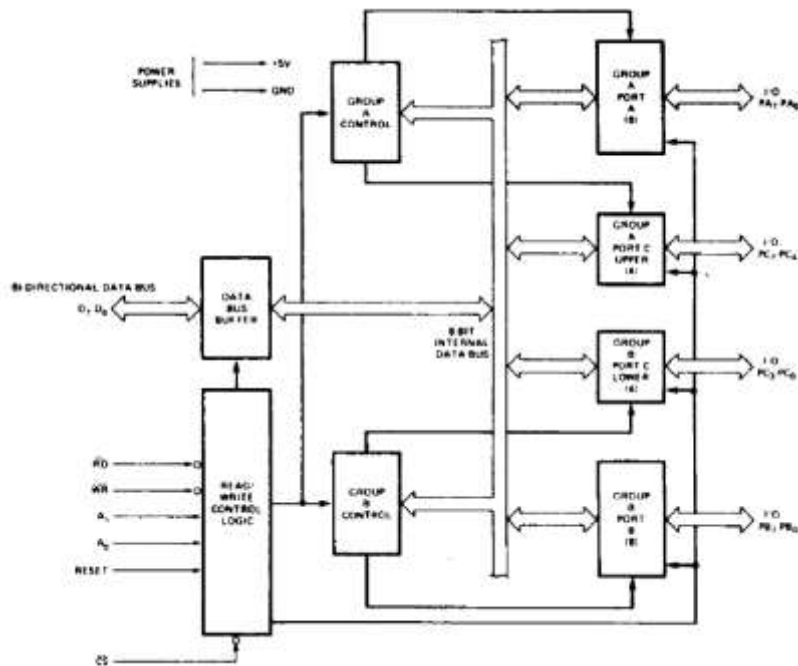 POWER
SUPPLIES
+5V
GND
GROUP
A
CONTROL
GROUP
A
PORT
A
(8)
I/O
PA7 PA0
GROUP
A
PORT C
UPPER
(4)
I/O
PC7 PC4
BI-DIRECTIONAL DATA BUS
D7 D0
DATA
BUS
BUFFER
8 BIT
INTERNAL
DATA BUS
GROUP
B
PORT C
LOWER
(4)
I/O
PC3 PC0
RD
WR
A1
A0
RESET
CS
READ/
WRITE
CONTROL
LOGIC
GROUP
B
CONTROL
GROUP
B
PORT
B
(8)
I/O
PB7 PB0